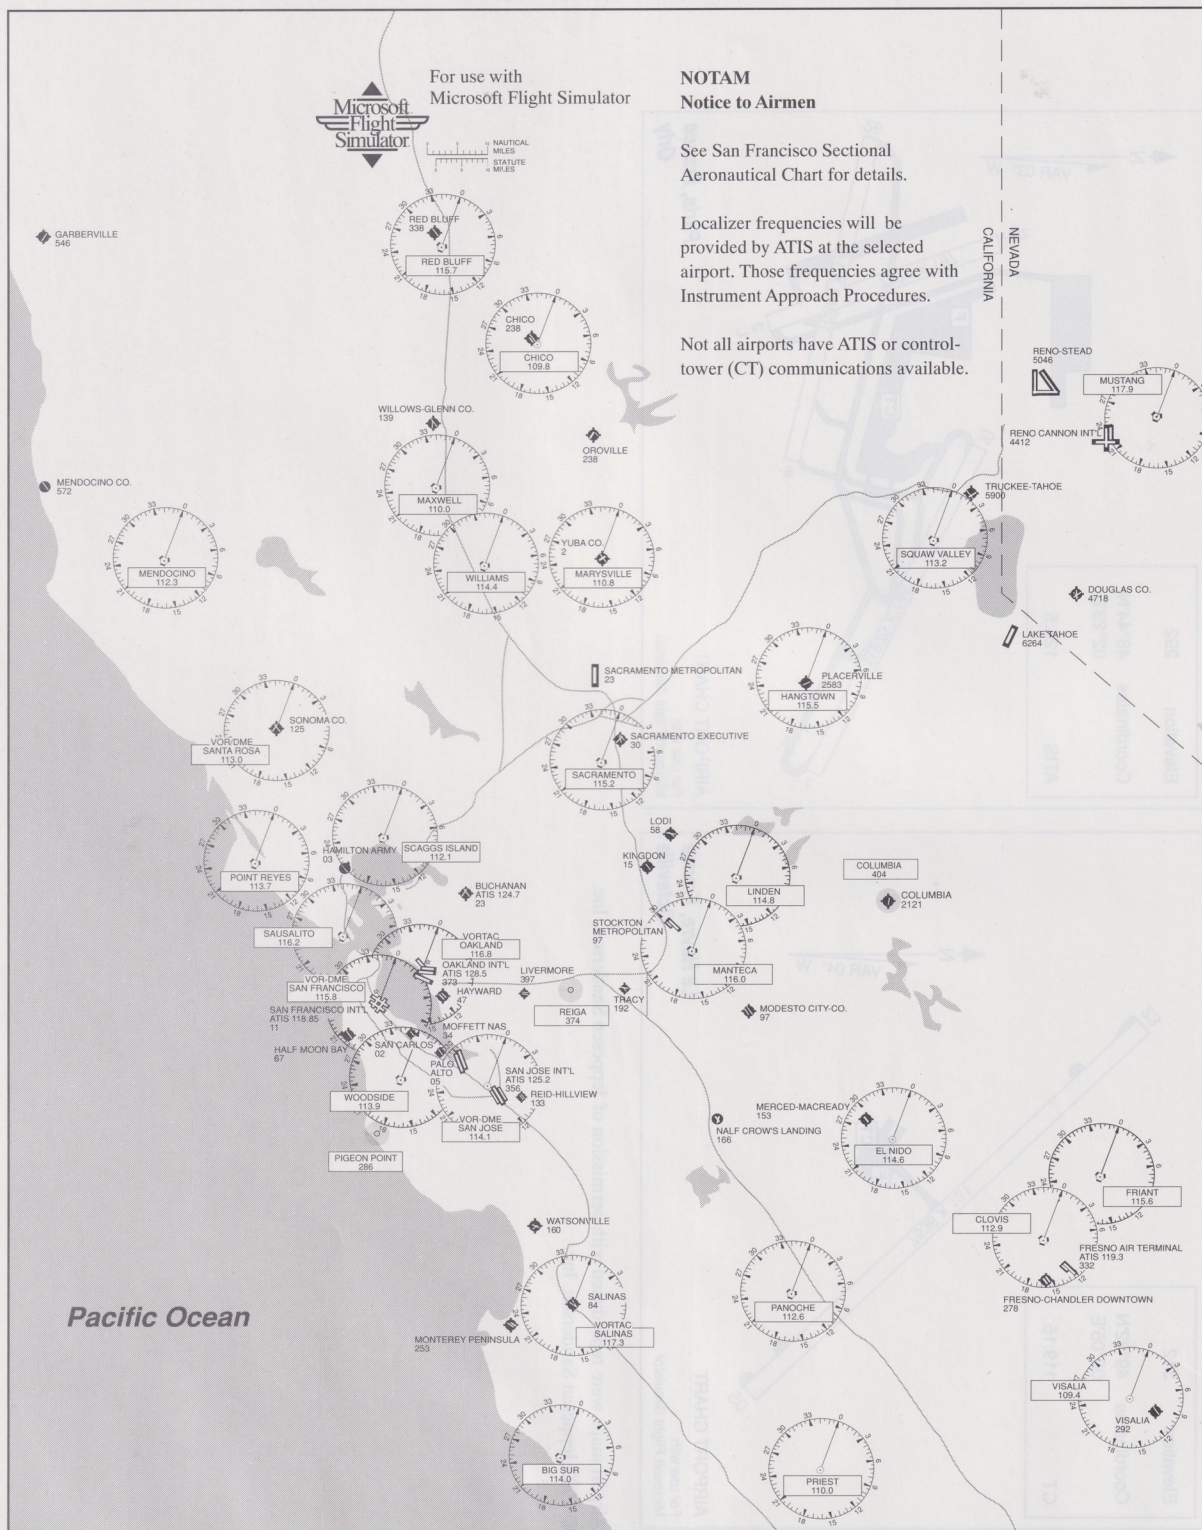 For use with
Microsoft Flight Simulator
Microsoft
Flight
Simulator
NAUTICAL
MILES
STATUTE
MILES
NOTAM
Notice to Airmen
See San Francisco Sectional
Aeronautical Chart for details.
Localizer frequencies will be
provided by ATIS at the selected
airport. Those frequencies agree with
Instrument Approach Procedures.
Not all airports have ATIS or control-
tower (CT) communications available.
NEVADA
CALIFORNIA
GARBERVILLE
546
RED BLUFF
338
RED BLUFF
115.7
CHICO
238
CHICO
109.8
RENO-STEAD
5046
MUSTANG
117.9
RENO CANNON INT'L
4412
WILLOWS-GLENN CO.
139
OROVILLE
238
MENDOCINO CO.
572
MAXWELL
110.0
TRUCKEE-TAHOE
5900
MENDOCINO
112.3
WILLIAMS
114.4
YUBA CO.
2
MARYSVILLE
110.8
SQUAW VALLEY
113.2
DOUGLAS CO.
4718
LAKE TAHOE
6264
SACRAMENTO METROPOLITAN
23
PLACERVILLE
2583
HANGTOWN
115.5
SONOMA CO.
125
VOR/DME
SANTA ROSA
113.0
SACRAMENTO EXECUTIVE
30
SACRAMENTO
115.2
LODI
58
HAMILTON ARMY
03
SCAGGS ISLAND
112.1
KINGDON
15
POINT REYES
113.7
LINDEN
114.8
COLUMBIA
404
COLUMBIA
2121
BUCHANAN
ATIS 124.7
23
STOCKTON
METROPOLITAN
97
SAUSALITO
116.2
VORTAC
OAKLAND
116.8
OAKLAND INT'L
ATIS 128.5
373
MANTECA
116.0
VOR-DME
SAN FRANCISCO
115.8
SAN FRANCISCO INT'L
ATIS 118.85
11
HAYWARD
47
LIVERMORE
397
REIGA
374
TRACY
192
MODESTO CITY-CO.
97
MOFFETT NAS
34
HALF MOON BAY
67
SAN CARLOS
02
PALO
ALTO
05
SAN JOSE INT'L
ATIS 125.2
356
REID-HILLVIEW
133
WOODSIDE
113.9
VOR-DME
SAN JOSE
114.1
PIGEON POINT
286
MERCED-MACREADY
153
NALF CROW'S LANDING
166
EL NIDO
114.6
FRIANT
115.6
CLOVIS
112.9
WATSONVILLE
160
FRESNO AIR TERMINAL
ATIS 119.3
332
FRESNO-CHANDLER DOWNTOWN
278
SALINAS
84
VORTAC
SALINAS
117.3
PANOCHE
112.6
Pacific Ocean
MONTEREY PENINSULA
253
VISALIA
109.4
VISALIA
292
BIG SUR
114.0
PRIEST
110.0